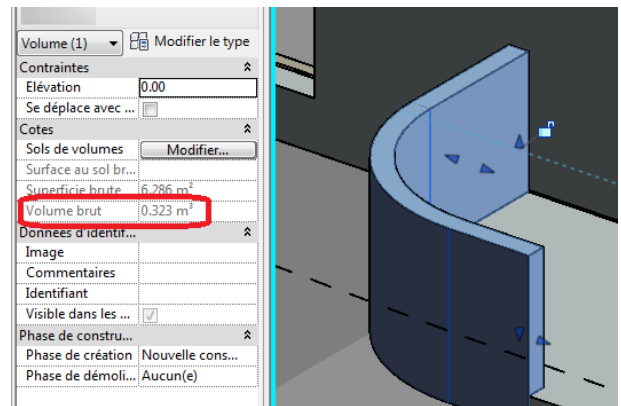 Volume (1) Modifier le type
Contraintes
Elévation 0.00
Se déplace avec ...
Cotes
Sols de volumes Modifier...
Surface au sol br...
Superficie brute 6.286 m²
Volume brut 0.323 m³
Données d'identif...
Image
Commentaires
Identifiant
Visible dans les ...
Phase de constru...
Phase de création Nouvelle cons...
Phase de démoli... Aucun(e)